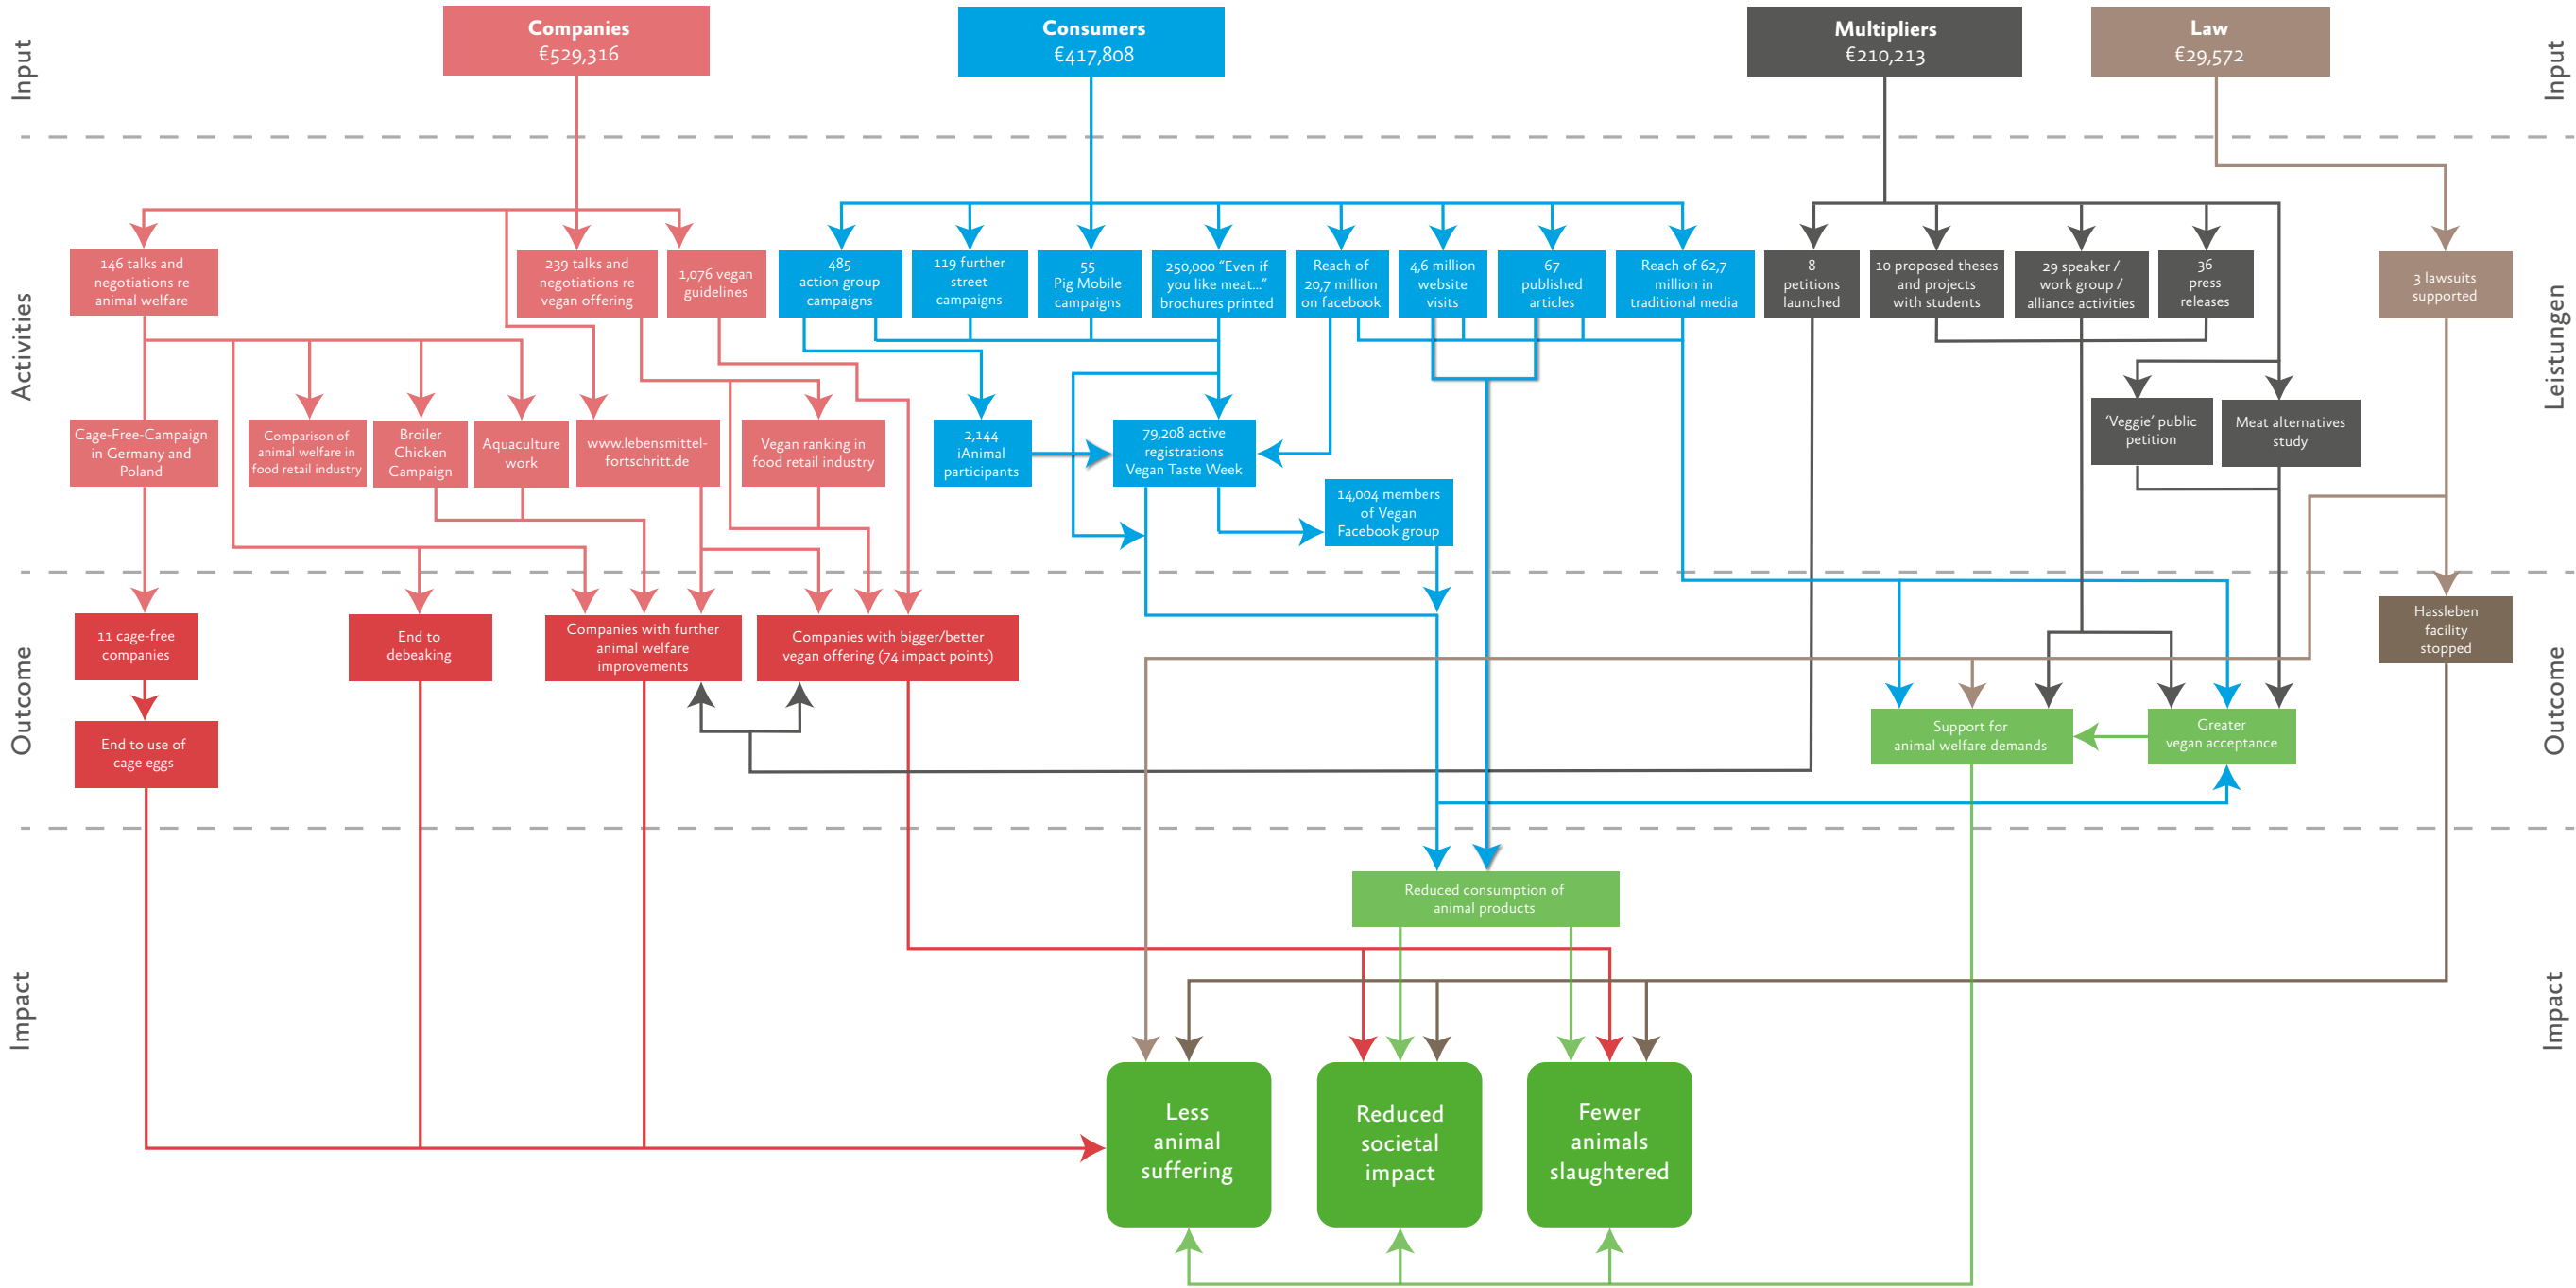 Companies
€529,316
Consumers
€417,808
Multipliers
€210,213
Law
€29,572
Input
Input
146 talks and
negotiations re
animal welfare
239 talks and
negotiations re
vegan offering
1,076 vegan
guidelines
485
action group
campaigns
119 further
street
campaigns
55
Pig Mobile
campaigns
250,000 “Even if
you like meat...”
brochures printed
Reach of
20,7 million
on facebook
4,6 million
website
visits
67
published
articles
Reach of 62,7
million in
traditional media
8
petitions
launched
10 proposed theses
and projects
with students
29 speaker /
work group /
alliance activities
36
press
releases
3 lawsuits
supported
Activities
Leistungen
Cage-Free-Campaign
in Germany and
Poland
Comparison of
animal welfare in
food retail industry
Broiler
Chicken
Campaign
Aquaculture
work
www.lebensmittel-
fortschritt.de
Vegan ranking in
food retail industry
2,144
iAnimal
participants
79,208 active
registrations
Vegan Taste Week
14,004 members
of Vegan
Facebook group
‘Veggie’ public
petition
Meat alternatives
study
11 cage-free
companies
End to
debeaking
Companies with further
animal welfare
improvements
Companies with bigger/better
vegan offering (74 impact points)
Hassleben
facility
stopped
Outcome
Outcome
End to use of
cage eggs
Support for
animal welfare demands
Greater
vegan acceptance
Reduced consumption of
animal products
Impact
Impact
Less
animal
suffering
Reduced
societal
impact
Fewer
animals
slaughtered